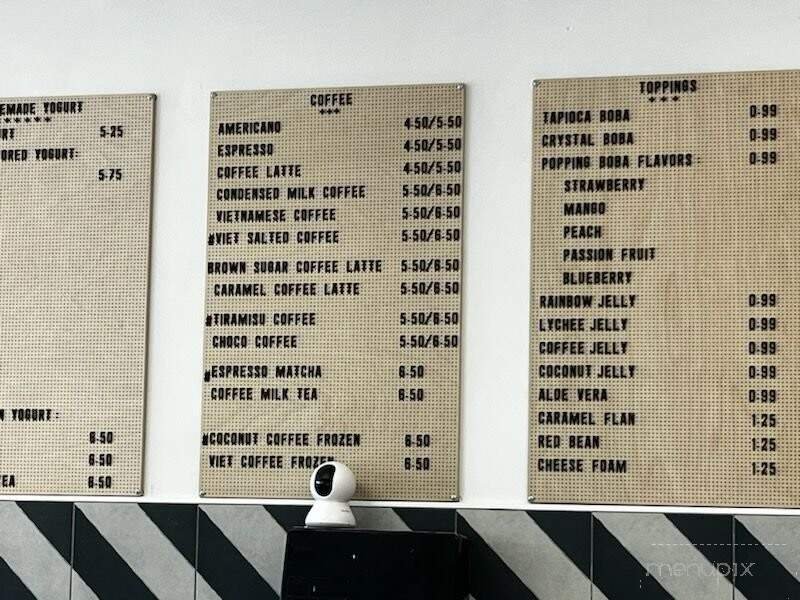 YOGURT
*****
5-25
YOGURT:
5-75
YOGURT:
6-50
6-50
6-50
COFFEE
***
AMERICANO 4-50/5-50
ESPRESSO 4-50/5-50
COFFEE LATTE 4-50/5-50
CONDENSED MILK COFFEE 5-50/6-50
VIETNAMESE COFFEE 5-50/6-50
#VIET SALTED COFFEE 5-50/6-50
BROWN SUGAR COFFEE LATTE 5-50/6-50
CARAMEL COFFEE LATTE 5-50/6-50
#TIRAMISU COFFEE 5-50/6-50
CHOCO COFFEE 5-50/6-50
#ESPRESSO MATCHA 6-50
COFFEE MILK TEA 6-50
#COCONUT COFFEE FROZEN 6-50
VIET COFFEE FROZEN 6-50
TOPPINGS
***
TAPIOCA BOBA 0-99
CRYSTAL BOBA 0-99
POPPING BOBA FLAVORS: 0-99
STRAWBERRY
MANGO
PEACH
PASSION FRUIT
BLUEBERRY
RAINBOW JELLY 0-99
LYCHEE JELLY 0-99
COFFEE JELLY 0-99
COCONUT JELLY 0-99
ALOE VERA 0-99
CARAMEL FLAN 1-25
RED BEAN 1-25
CHEESE FOAM 1-25
menupix